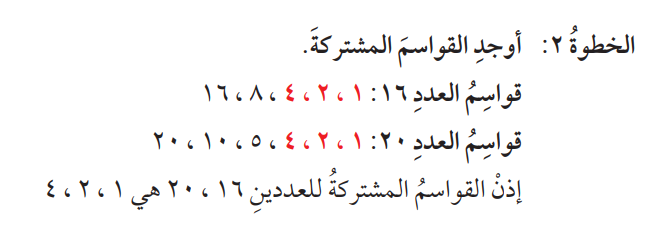 الخطوةُ ٢: أوجدِ القواسمَ المشتركةَ.
قواسِمُ العددِ ١٦: ١ ، ٢ ، ٤ ، ٨ ، ١٦
قواسِمُ العددِ ٢٠: ١ ، ٢ ، ٤ ، ٥ ، ١٠ ، ٢٠
إذنْ القواسمُ المشتركةُ للعددينِ ١٦ ، ٢٠ هي ١ ، ٢ ، ٤